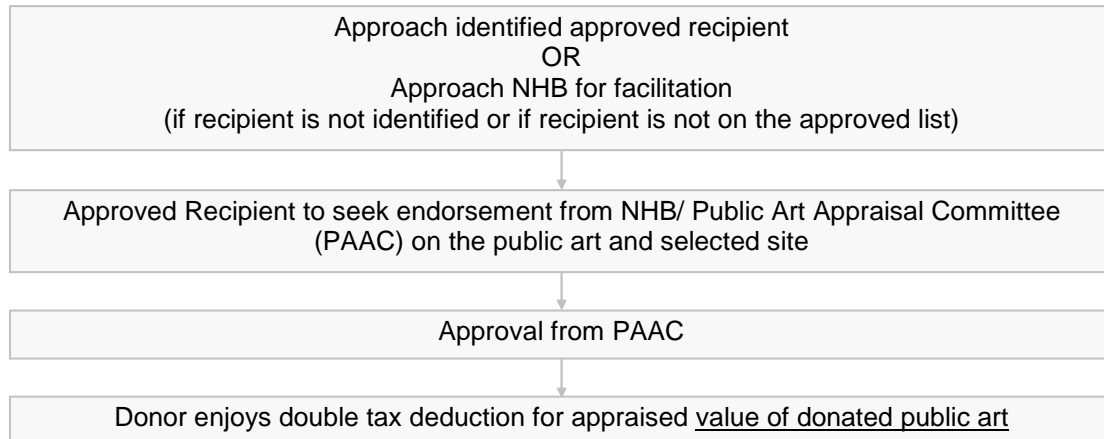 Approach identified approved recipient
OR
Approach NHB for facilitation
(if recipient is not identified or if recipient is not on the approved list)
Approved Recipient to seek endorsement from NHB/ Public Art Appraisal Committee
(PAAC) on the public art and selected site
Approval from PAAC
Donor enjoys double tax deduction for appraised value of donated public art